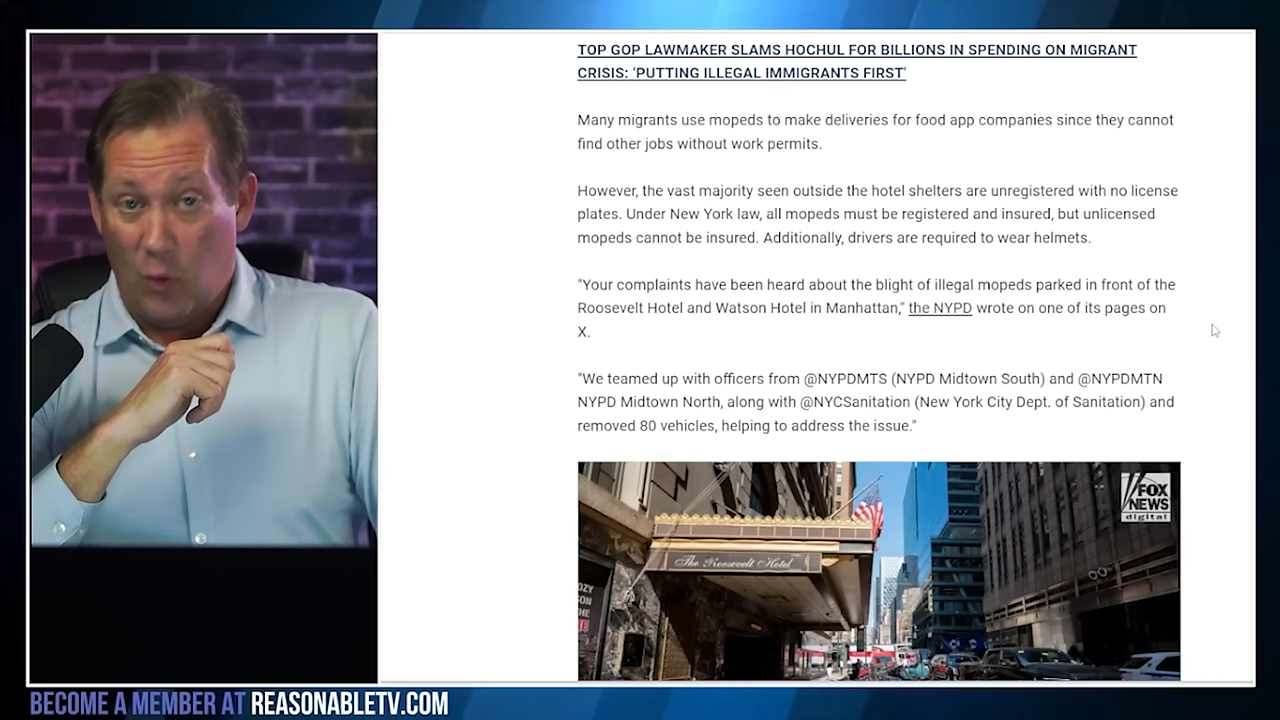 TOP GOP LAWMAKER SLAMS HOCHUL FOR BILLIONS IN SPENDING ON MIGRANT
CRISIS: 'PUTTING ILLEGAL IMMIGRANTS FIRST'
Many migrants use mopeds to make deliveries for food app companies since they cannot
find other jobs without work permits.
However, the vast majority seen outside the hotel shelters are unregistered with no license
plates. Under New York law, all mopeds must be registered and insured, but unlicensed
mopeds cannot be insured. Additionally, drivers are required to wear helmets.
"Your complaints have been heard about the blight of illegal mopeds parked in front of the
Roosevelt Hotel and Watson Hotel in Manhattan," the NYPD wrote on one of its pages on
X.
"We teamed up with officers from @NYPDMTS (NYPD Midtown South) and @NYPDMTN
NYPD Midtown North, along with @NYCSanitation (New York City Dept. of Sanitation) and
removed 80 vehicles, helping to address the issue."
FOX
NEWS
digital
The Roosevelt Hotel
BECOME A MEMBER AT REASONABLETV.COM